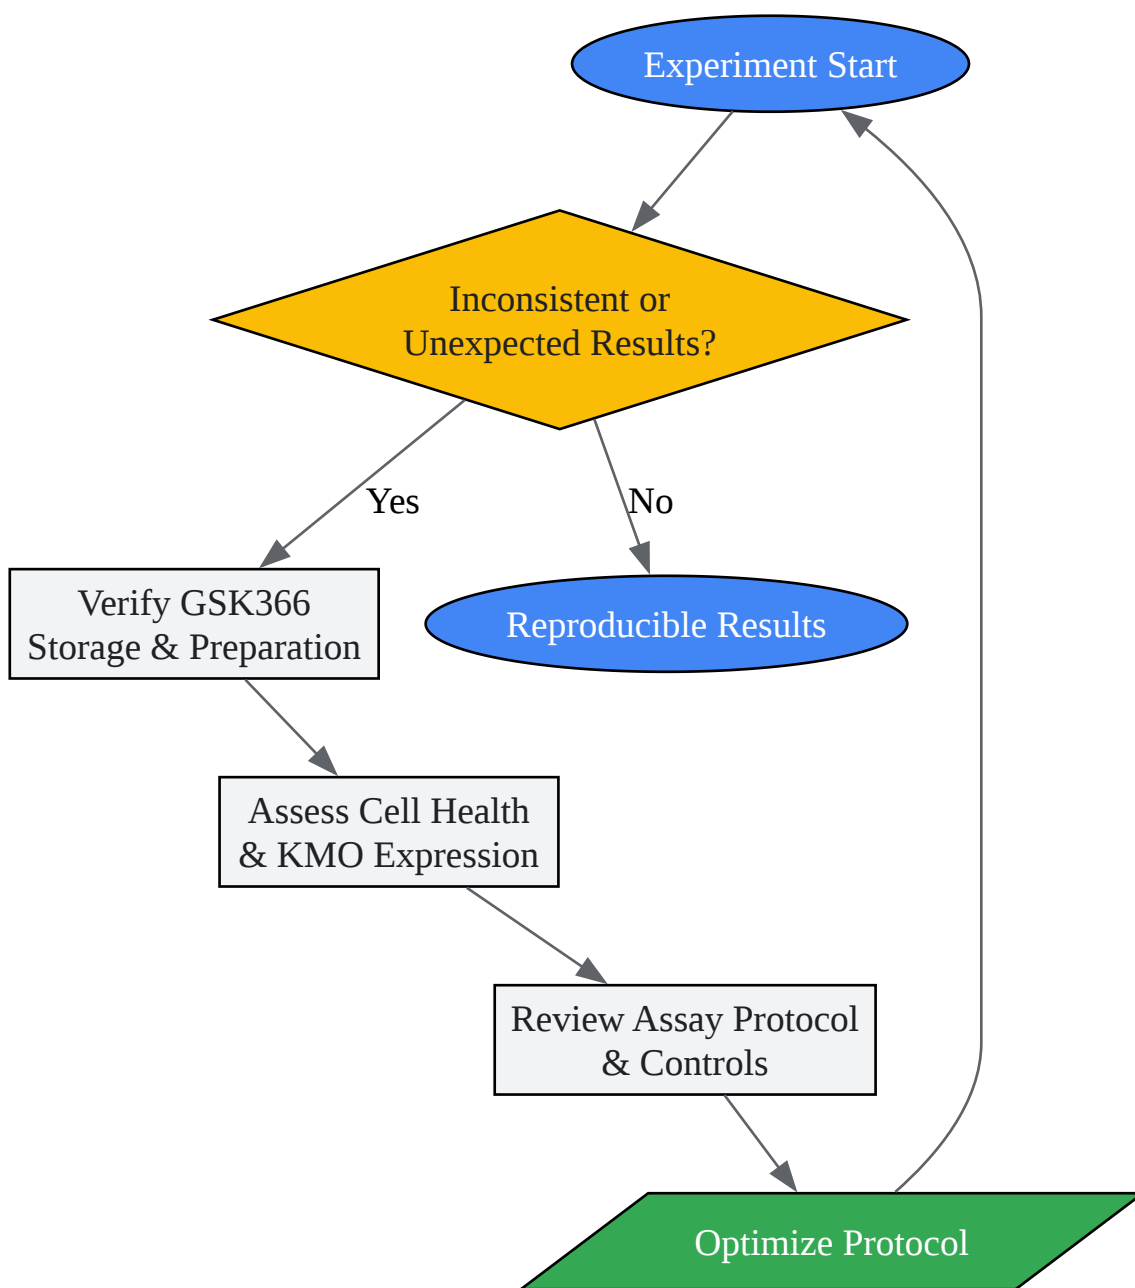 Experiment Start
Inconsistent or
Unexpected Results?
Yes
No
Verify GSK366
Storage & Preparation
Reproducible Results
Assess Cell Health
& KMO Expression
Review Assay Protocol
& Controls
Optimize Protocol